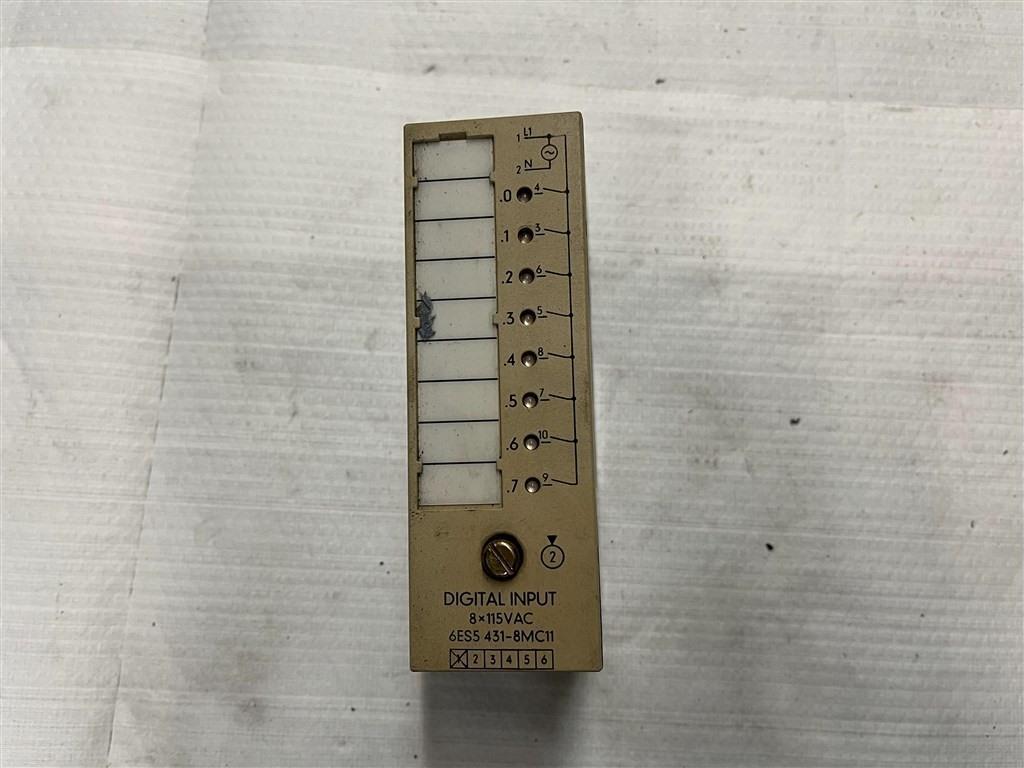 1 L1
2 N
.0 4
.1 3
.2 6
.3 5
.4 8
.5 7
.6 10
.7 9
2
DIGITAL INPUT
8×115VAC
6ES5 431-8MC11
1 2 3 4 5 6